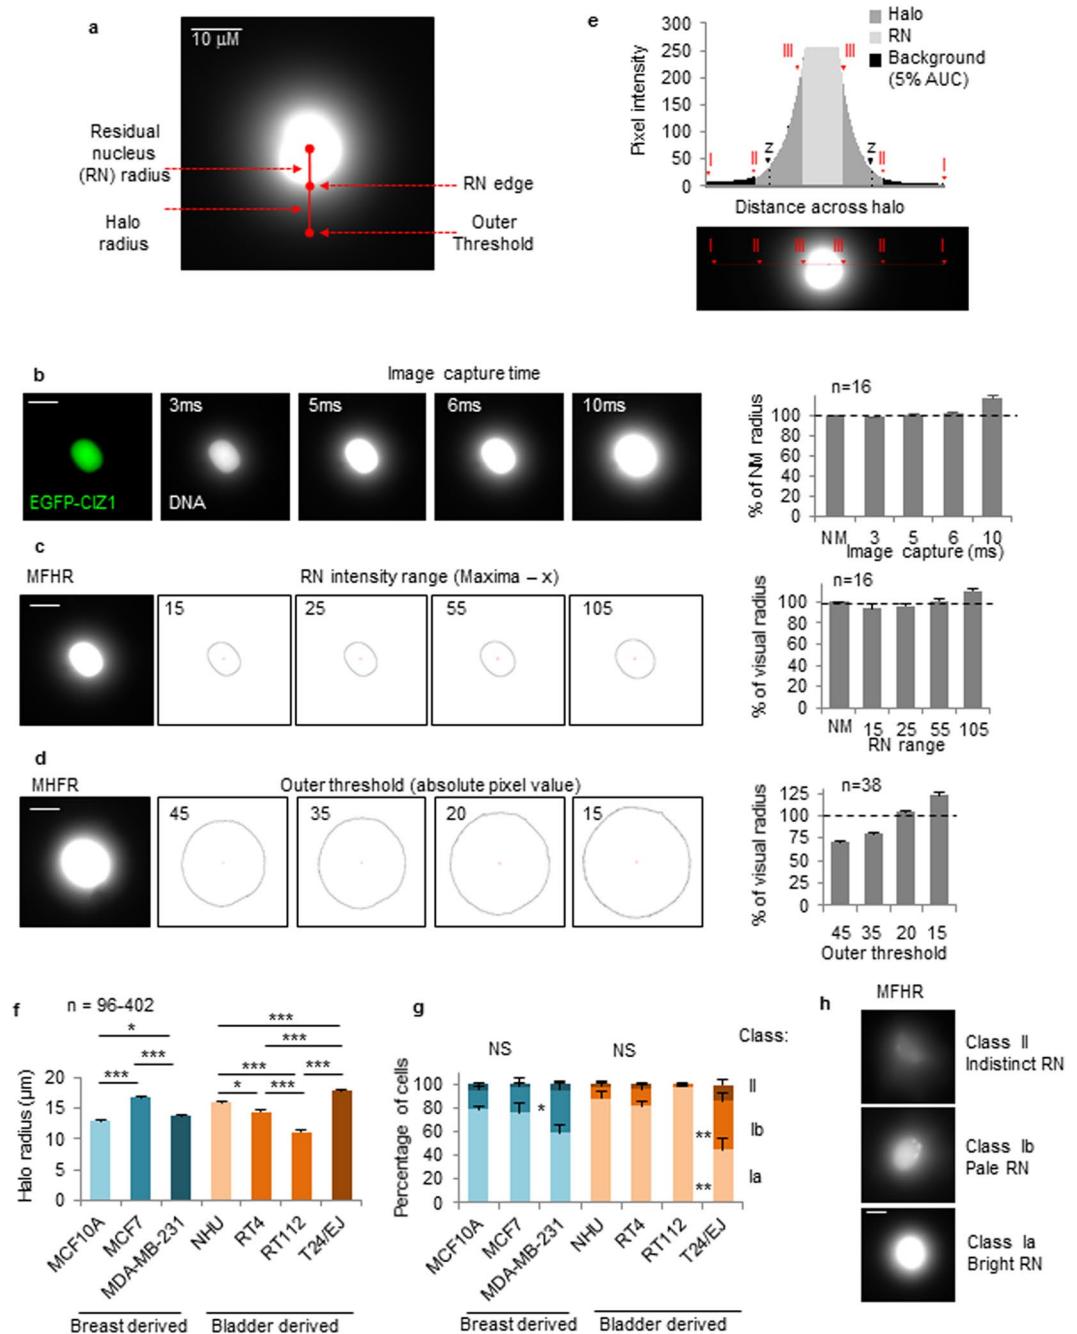 a
10 µM
Residual
nucleus
(RN) radius
Halo
radius
RN edge
Outer
Threshold
e
Pixel intensity
300
250
200
150
100
50
0
Halo
RN
Background
(5% AUC)
I
II
Z
III
III
Z
II
I
Distance across halo
I
II
III
III
II
I
b
Image capture time
EGFP-CIZ1
3ms
DNA
5ms
6ms
10ms
n=16
% of NM radius
100
80
60
40
20
0
NM 3 5 6 10
Image capture (ms)
c
MFHR
RN intensity range (Maxima – x)
15
25
55
105
n=16
% of visual radius
100
80
60
40
20
0
NM 15 25 55 105
RN range
d
MHFR
Outer threshold (absolute pixel value)
45
35
20
15
n=38
% of visual radius
125
100
75
50
25
0
45 35 20 15
Outer threshold
f
n = 96-402
Halo radius (µm)
20
15
10
5
0
*
***
***
***
***
***
*
***
***
MCF10A
MCF7
MDA-MB-231
NHU
RT4
RT112
T24/EJ
Breast derived
Bladder derived
g
Class:
NS
NS
Percentage of cells
100
80
60
40
20
0
*
**
**
II
Ib
Ia
MCF10A
MCF7
MDA-MB-231
NHU
RT4
RT112
T24/EJ
Breast derived
Bladder derived
h
MFHR
Class II
Indistinct RN
Class Ib
Pale RN
Class Ia
Bright RN